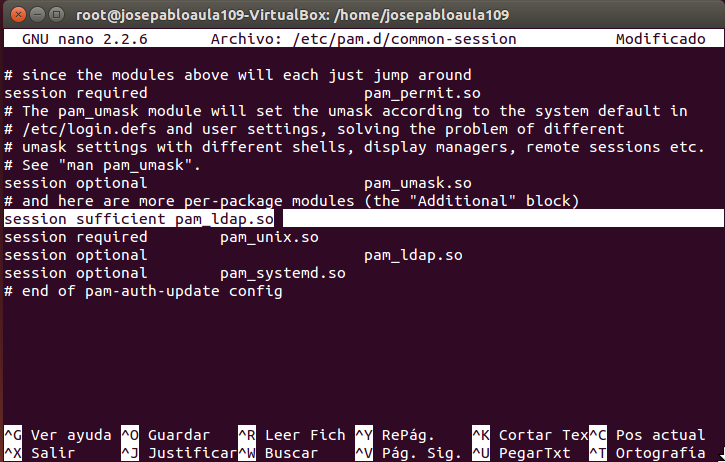 root@josepabloaula109-VirtualBox: /home/josepabloaula109
GNU nano 2.2.6 Archivo: /etc/pam.d/common-session Modificado
# since the modules above will each just jump around
session required pam_permit.so
# The pam_umask module will set the umask according to the system default in
# /etc/login.defs and user settings, solving the problem of different
# umask settings with different shells, display managers, remote sessions etc.
# See "man pam_umask".
session optional pam_umask.so
# and here are more per-package modules (the "Additional" block)
session sufficient pam_ldap.so
session required pam_unix.so
session optional pam_ldap.so
session optional pam_systemd.so
# end of pam-auth-update config
^G Ver ayuda ^O Guardar ^R Leer Fich ^Y RePág. ^K Cortar Tex ^C Pos actual
^X Salir ^J Justificar ^W Buscar ^V Pág. Sig. ^U PegarTxt ^T Ortografía